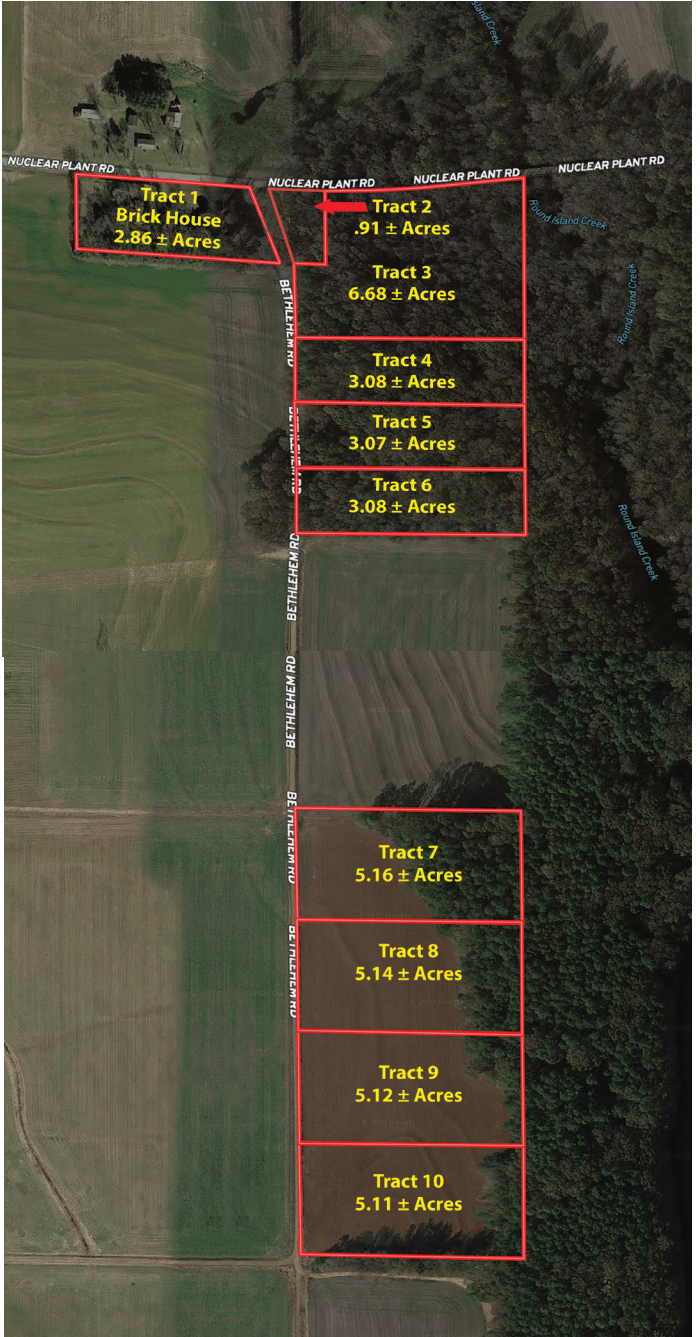 Round Island Creek
NUCLEAR PLANT RD
NUCLEAR PLANT RD
NUCLEAR PLANT RD
NUCLEAR PLANT RD
Tract 1
Brick House
2.86 ± Acres
Tract 2
.91 ± Acres
Round Island Creek
Tract 3
6.68 ± Acres
Round Island Creek
BETHLEHEM RD
Tract 4
3.08 ± Acres
BETHLEHEM RD
Tract 5
3.07 ± Acres
Tract 6
3.08 ± Acres
Round Island Creek
BETHLEHEM RD
BETHLEHEM RD
BETHLEHEM RD
Tract 7
5.16 ± Acres
BETHLEHEM RD
Tract 8
5.14 ± Acres
Tract 9
5.12 ± Acres
Tract 10
5.11 ± Acres